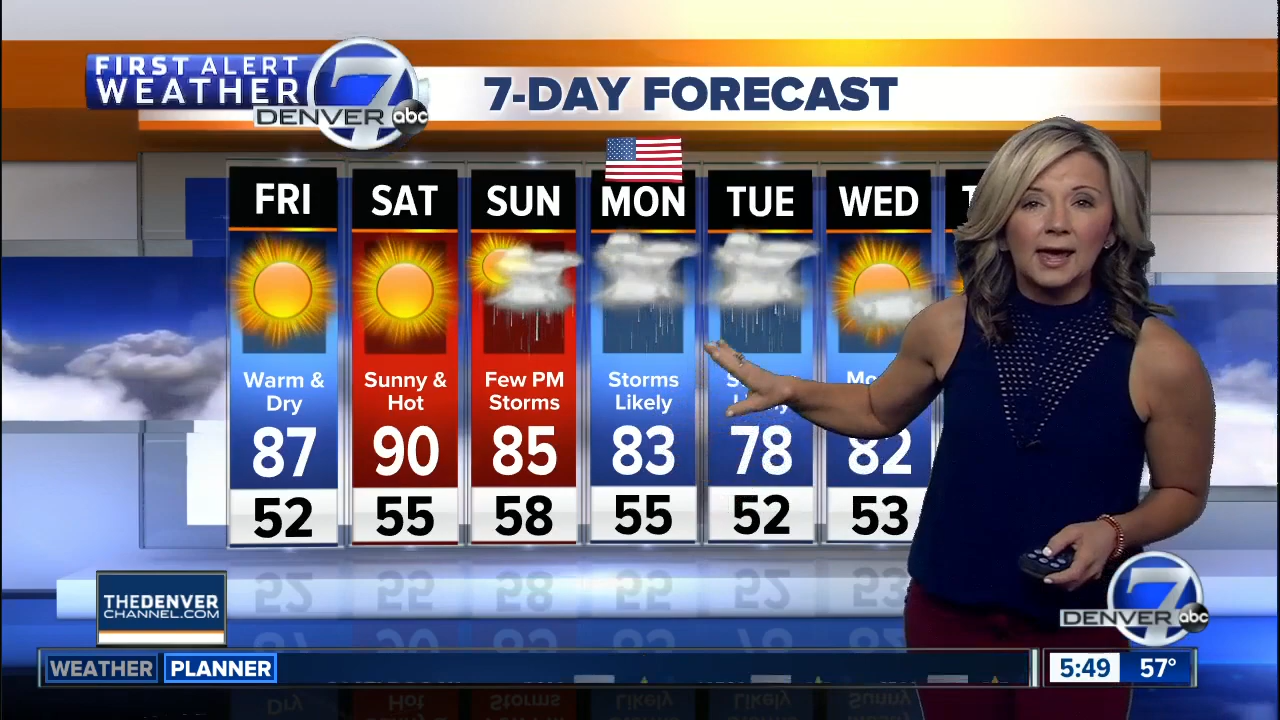 FIRST ALERT
WEATHER
7
DENVER abc
7-DAY FORECAST
FRI SAT SUN MON TUE WED T
Warm & Dry
Sunny & Hot
Few PM Storms
Storms Likely
87 90 85 83 78 82
52 55 58 55 52 53
THEDENVER
CHANNEL.COM
7
DENVER abc
WEATHER PLANNER
5:49 57°